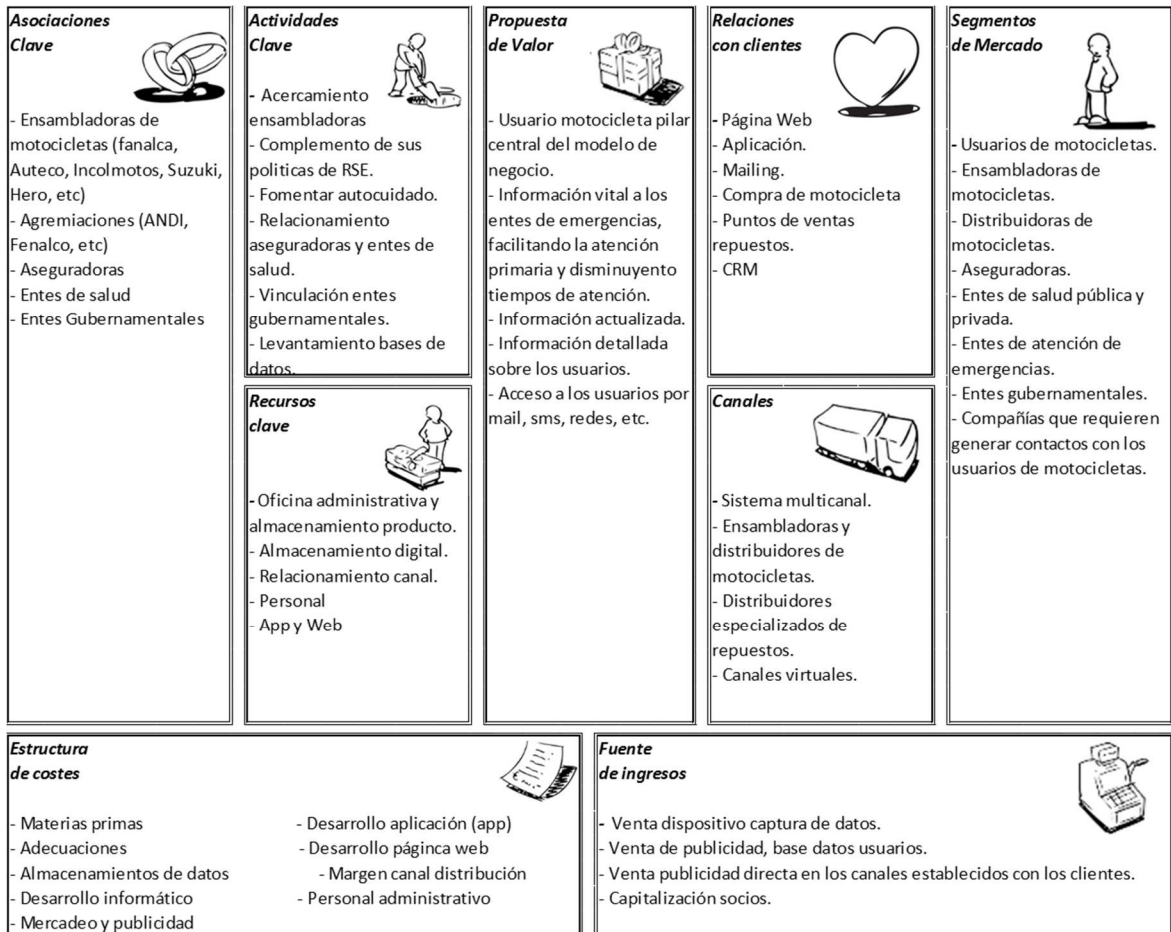 Asociaciones
Clave
- Ensambladoras de
motocicletas (fanalca,
Auteco, Incolmotos, Suzuki,
Hero, etc)
- Agremiaciones (ANDI,
Fenalco, etc)
- Aseguradoras
- Entes de salud
- Entes Gubernamentales
Actividades
Clave
- Acercamiento
ensambladoras
- Complemento de sus
politicas de RSE.
- Fomentar autocuidado.
- Relacionamiento
aseguradoras y entes de
salud.
- Vinculación entes
gubernamentales.
- Levantamiento bases de
datos.
Recursos
clave
- Oficina administrativa y
almacenamiento producto.
- Almacenamiento digital.
- Relacionamiento canal.
- Personal
- App y Web
Propuesta
de Valor
- Usuario motocicleta pilar
central del modelo de
negocio.
- Información vital a los
entes de emergencias,
facilitando la atención
primaria y disminuyento
tiempos de atención.
- Información actualizada.
- Información detallada
sobre los usuarios.
- Acceso a los usuarios por
mail, sms, redes, etc.
Relaciones
con clientes
- Página Web
- Aplicación.
- Mailing.
- Compra de motocicleta
- Puntos de ventas
repuestos.
- CRM
Canales
- Sistema multicanal.
- Ensambladoras y
distribuidores de
motocicletas.
- Distribuidores
especializados de
repuestos.
- Canales virtuales.
Segmentos
de Mercado
- Usuarios de motocicletas.
- Ensambladoras de
motocicletas.
- Distribuidoras de
motocicletas.
- Aseguradoras.
- Entes de salud pública y
privada.
- Entes de atención de
emergencias.
- Entes gubernamentales.
- Compañías que requieren
generar contactos con los
usuarios de motocicletas.
Estructura
de costes
- Materias primas
- Adecuaciones
- Almacenamientos de datos
- Desarrollo informático
- Mercadeo y publicidad
- Desarrollo aplicación (app)
- Desarrollo páginca web
- Margen canal distribución
- Personal administrativo
Fuente
de ingresos
- Venta dispositivo captura de datos.
- Venta de publicidad, base datos usuarios.
- Venta publicidad directa en los canales establecidos con los clientes.
- Capitalización socios.